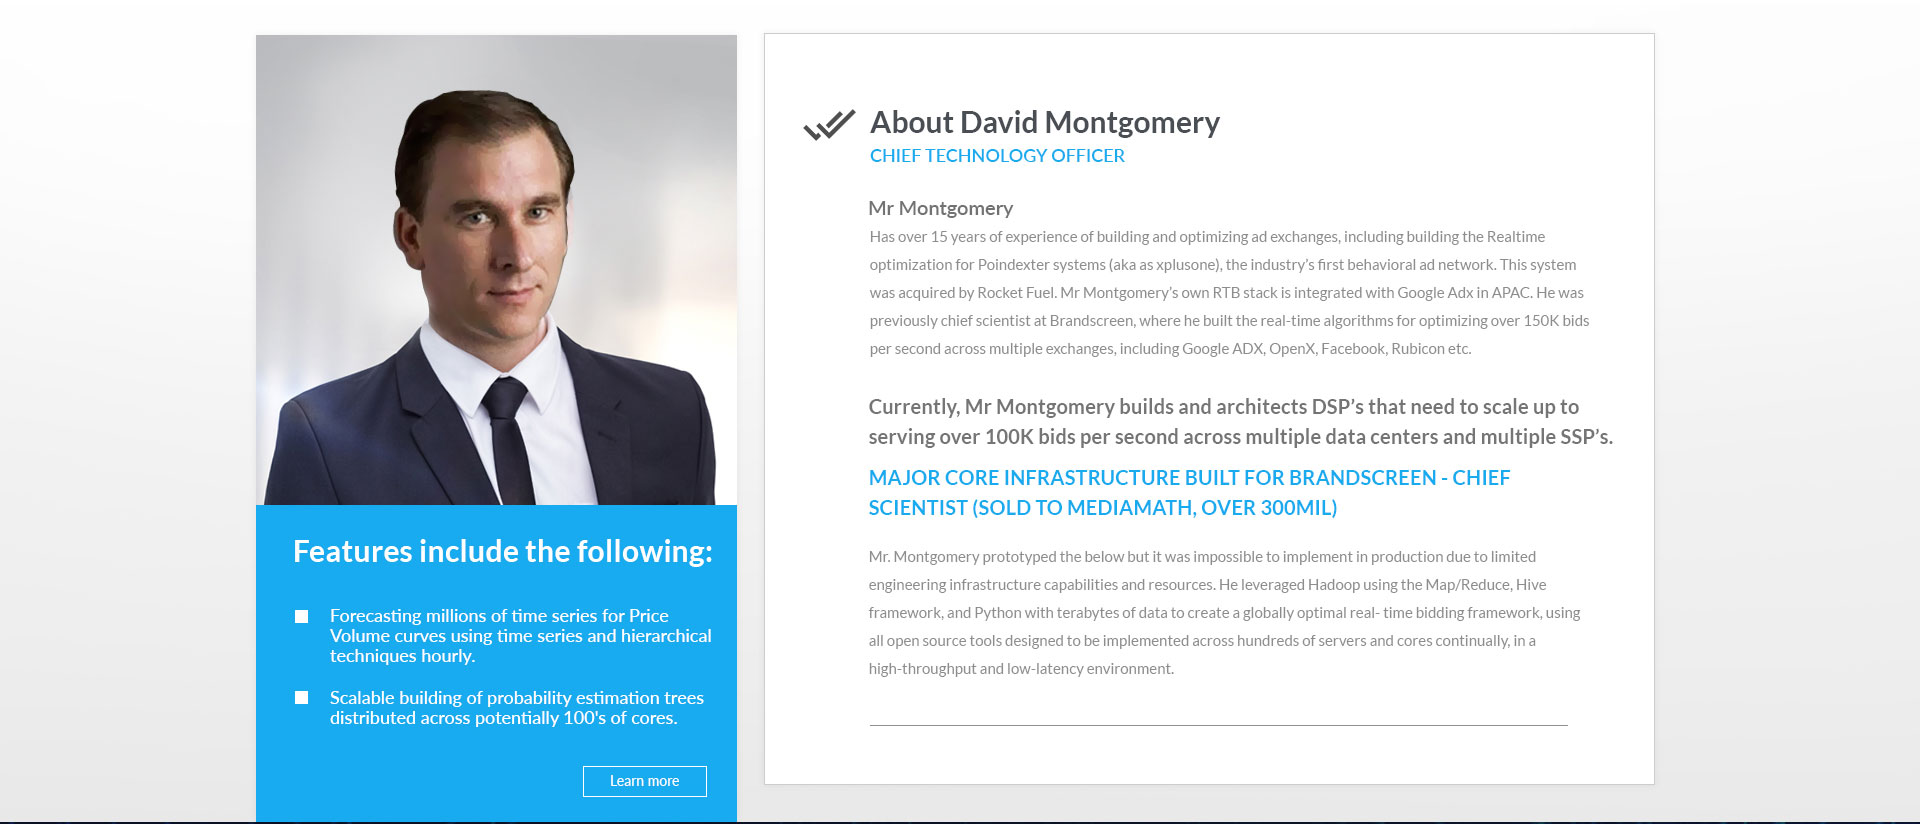 About David Montgomery
CHIEF TECHNOLOGY OFFICER
Mr Montgomery
Has over 15 years of experience of building and optimizing ad exchanges, including building the Realtime
optimization for Poindexter systems (aka as xplusone), the industry’s first behavioral ad network. This system
was acquired by Rocket Fuel. Mr Montgomery’s own RTB stack is integrated with Google Adx in APAC. He was
previously chief scientist at Brandscreen, where he built the real-time algorithms for optimizing over 150K bids
per second across multiple exchanges, including Google ADX, OpenX, Facebook, Rubicon etc.
Currently, Mr Montgomery builds and architects DSP’s that need to scale up to
serving over 100K bids per second across multiple data centers and multiple SSP’s.
MAJOR CORE INFRASTRUCTURE BUILT FOR BRANDSCREEN - CHIEF
SCIENTIST (SOLD TO MEDIAMATH, OVER 300MIL)
Mr. Montgomery prototyped the below but it was impossible to implement in production due to limited
engineering infrastructure capabilities and resources. He leveraged Hadoop using the Map/Reduce, Hive
framework, and Python with terabytes of data to create a globally optimal real- time bidding framework, using
all open source tools designed to be implemented across hundreds of servers and cores continually, in a
high-throughput and low-latency environment.
Features include the following:
Forecasting millions of time series for Price
Volume curves using time series and hierarchical
techniques hourly.
Scalable building of probability estimation trees
distributed across potentially 100's of cores.
Learn more